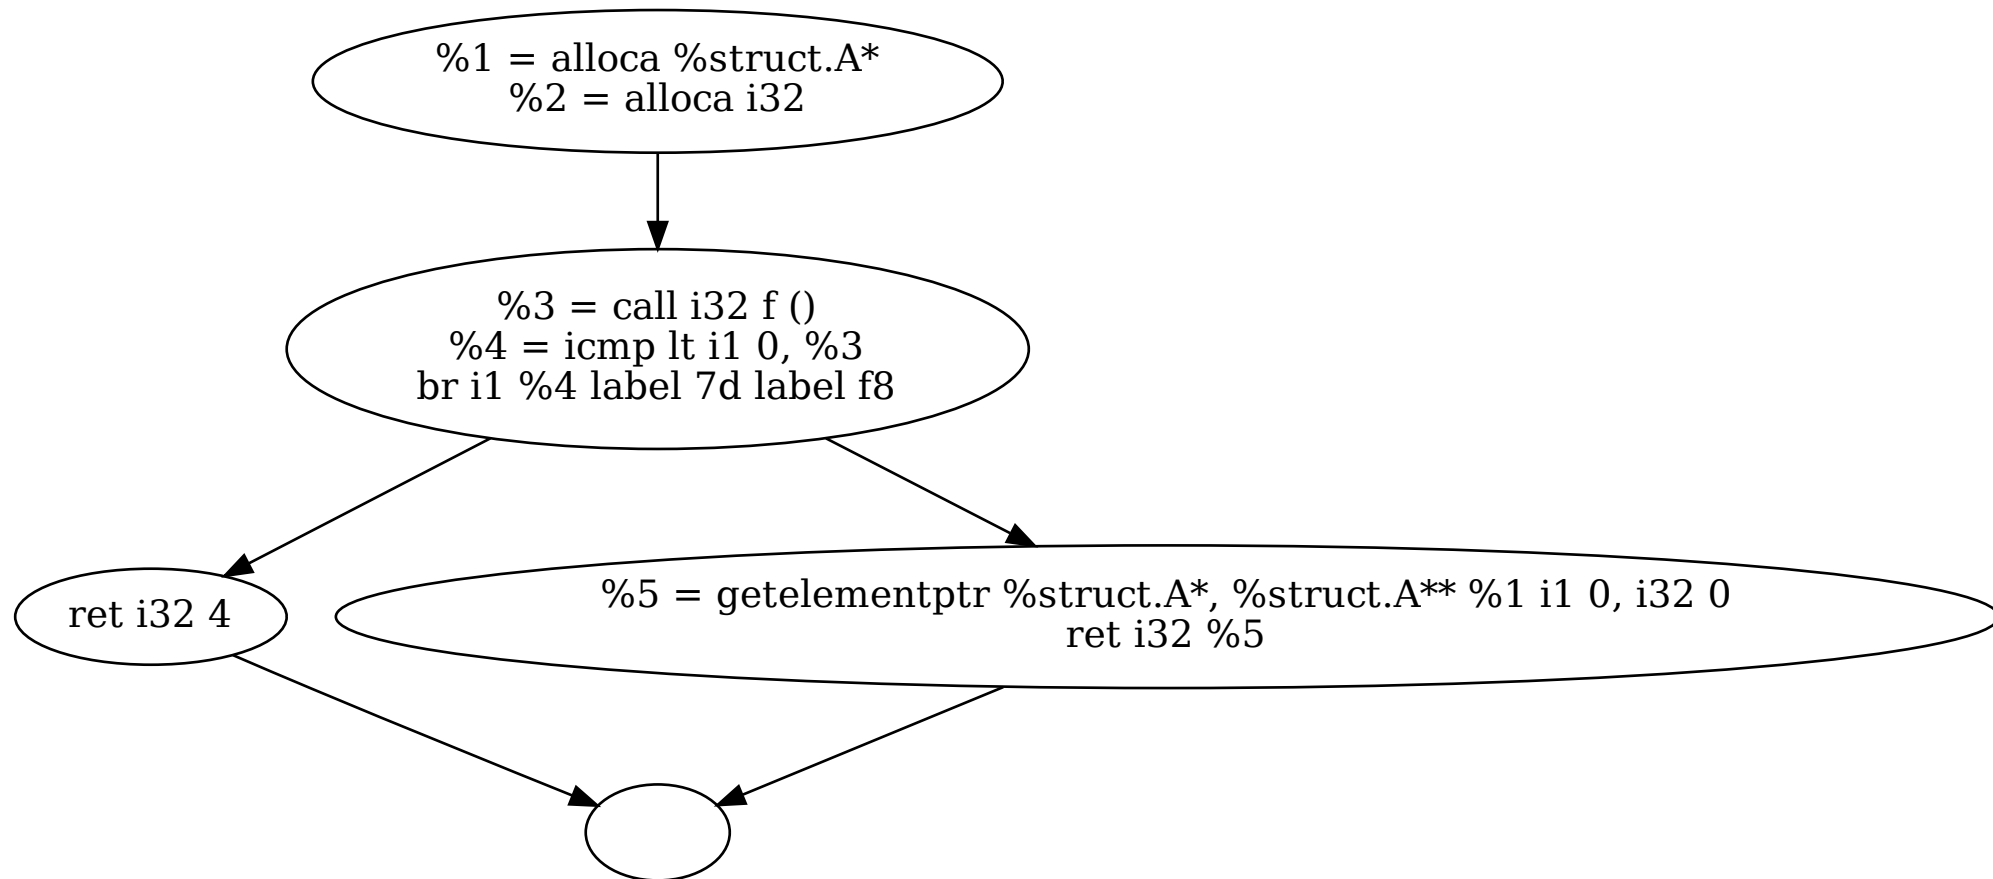 %1 = alloca %struct.A*
%2 = alloca i32
%3 = call i32 f ()
%4 = icmp lt i1 0, %3
br i1 %4 label 7d label f8
ret i32 4
%5 = getelementptr %struct.A*, %struct.A** %1 i1 0, i32 0
ret i32 %5